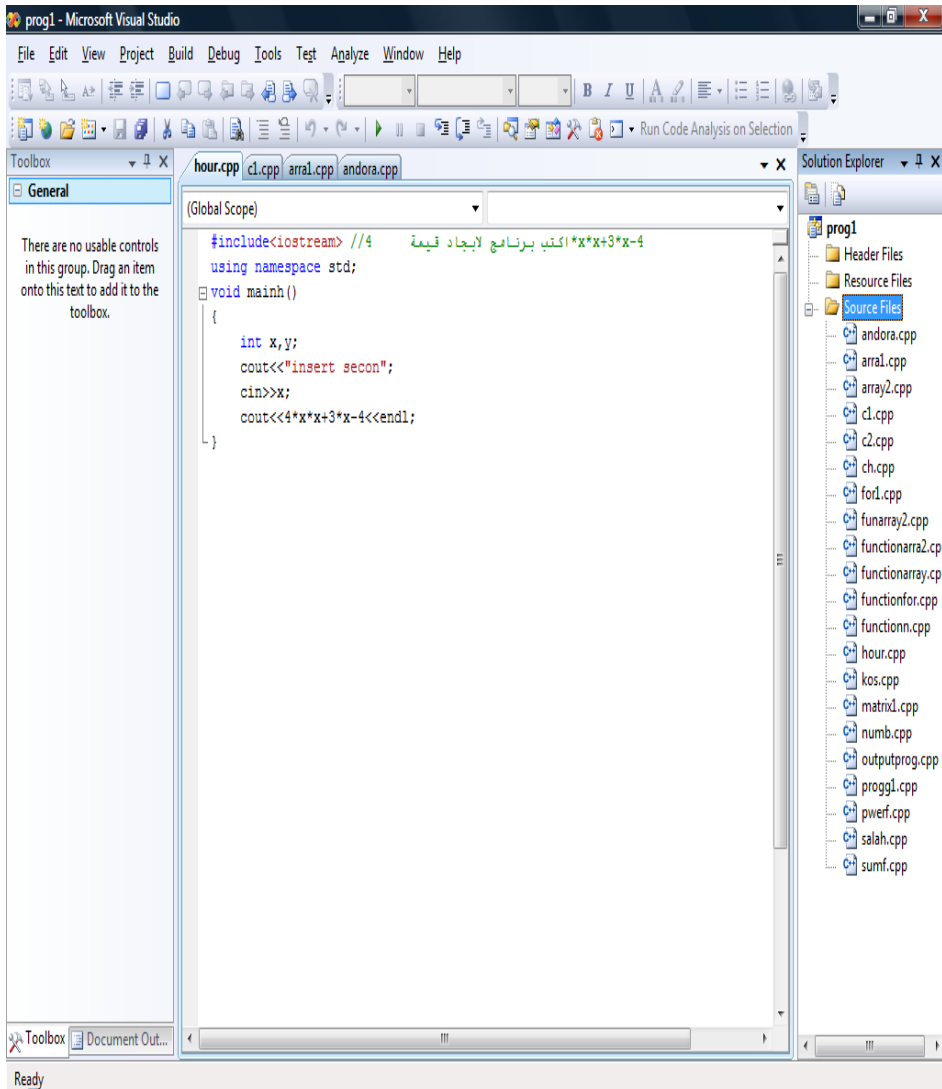 prog1 - Microsoft Visual Studio
File Edit View Project Build Debug Tools Test Analyze Window Help
B I U A
Run Code Analysis on Selection
Toolbox
General
There are no usable controls
in this group. Drag an item
onto this text to add it to the
toolbox.
hour.cpp c1.cpp arra1.cpp andora.cpp
(Global Scope)
#include<iostream> //4 اكتب برنامج لايجاد قيمة*x*x+3*x-4
using namespace std;
void mainh()
{
int x,y;
cout<<"insert secon";
cin>>x;
cout<<4*x*x+3*x-4<<endl;
}
Solution Explorer
prog1
Header Files
Resource Files
Source Files
andora.cpp
arra1.cpp
array2.cpp
c1.cpp
c2.cpp
ch.cpp
for1.cpp
funarray2.cpp
functionarra2.cp
functionarray.cp
functionfor.cpp
functionn.cpp
hour.cpp
kos.cpp
matrix1.cpp
numb.cpp
outputprog.cpp
progg1.cpp
pwerf.cpp
salah.cpp
sumf.cpp
Toolbox Document Out...
Ready